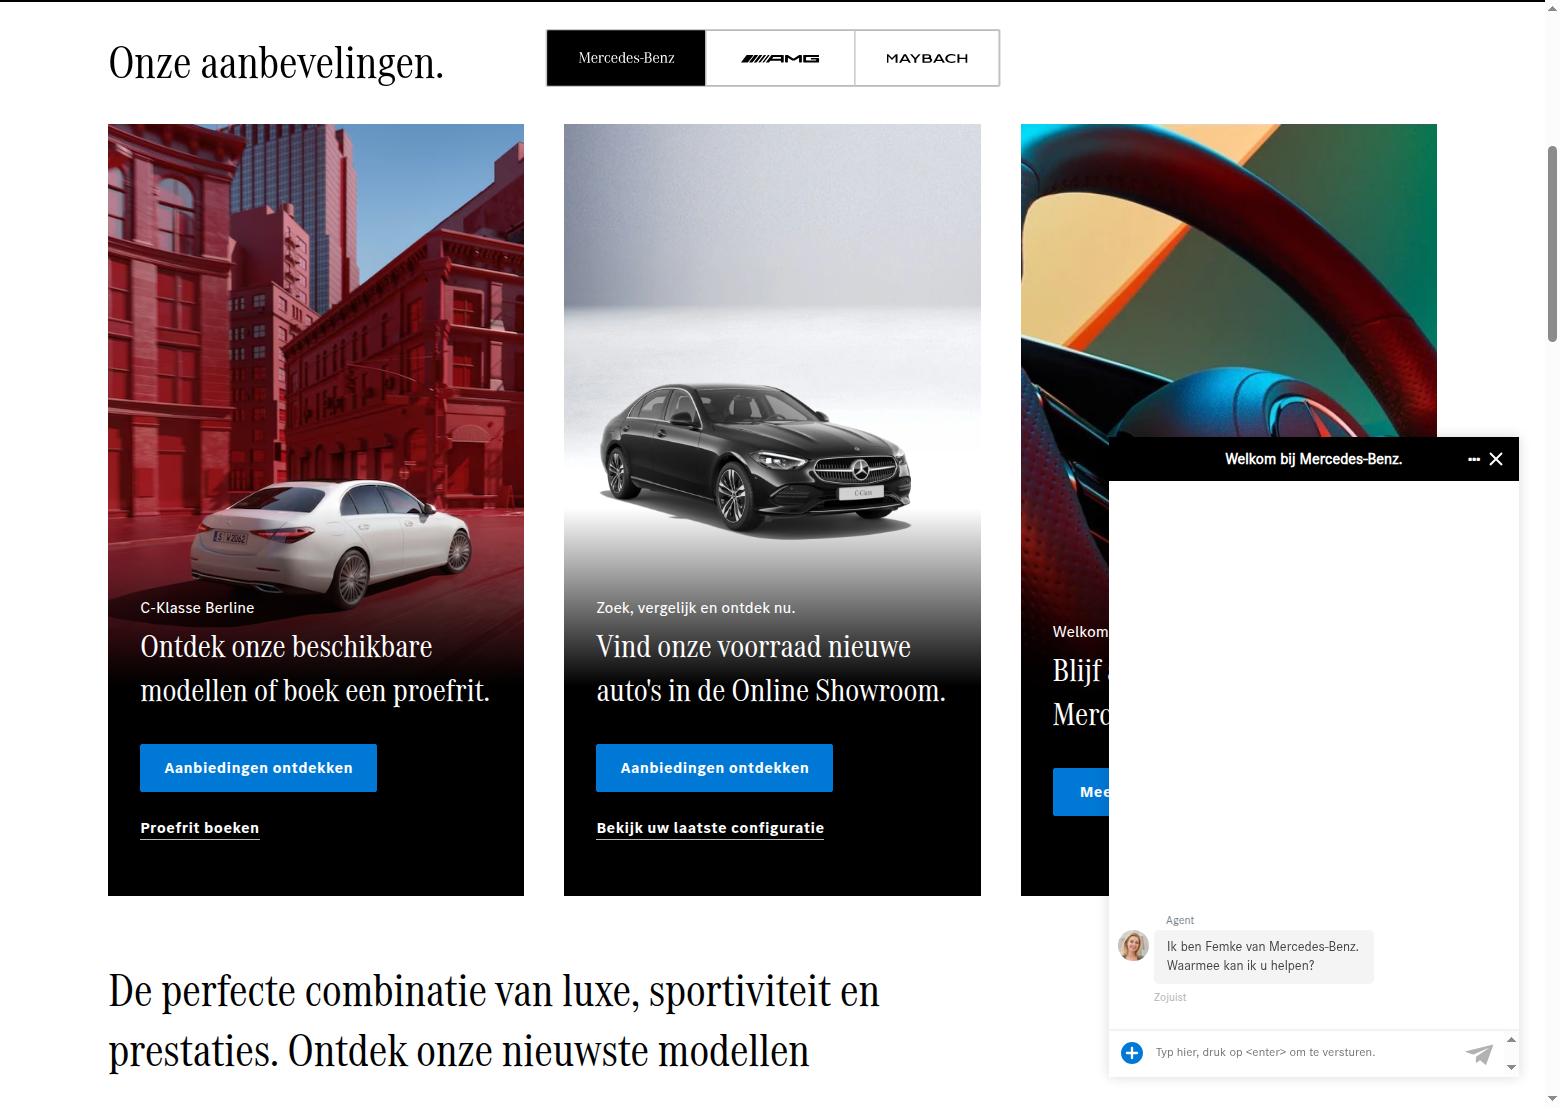 Onze aanbevelingen.
Mercedes-Benz
AMG
MAYBACH
C-Klasse Berline
Ontdek onze beschikbare
modellen of boek een proefrit.
Aanbiedingen ontdekken
Proefrit boeken
Zoek, vergelijk en ontdek nu.
Vind onze voorraad nieuwe
auto's in de Online Showroom.
Aanbiedingen ontdekken
Bekijk uw laatste configuratie
Welkom
Blijf
Merc
Mee
Welkom bij Mercedes-Benz.
Agent
Ik ben Femke van Mercedes-Benz.
Waarmee kan ik u helpen?
Zojuist
Typ hier, druk op <enter> om te versturen.
De perfecte combinatie van luxe, sportiviteit en
prestaties. Ontdek onze nieuwste modellen